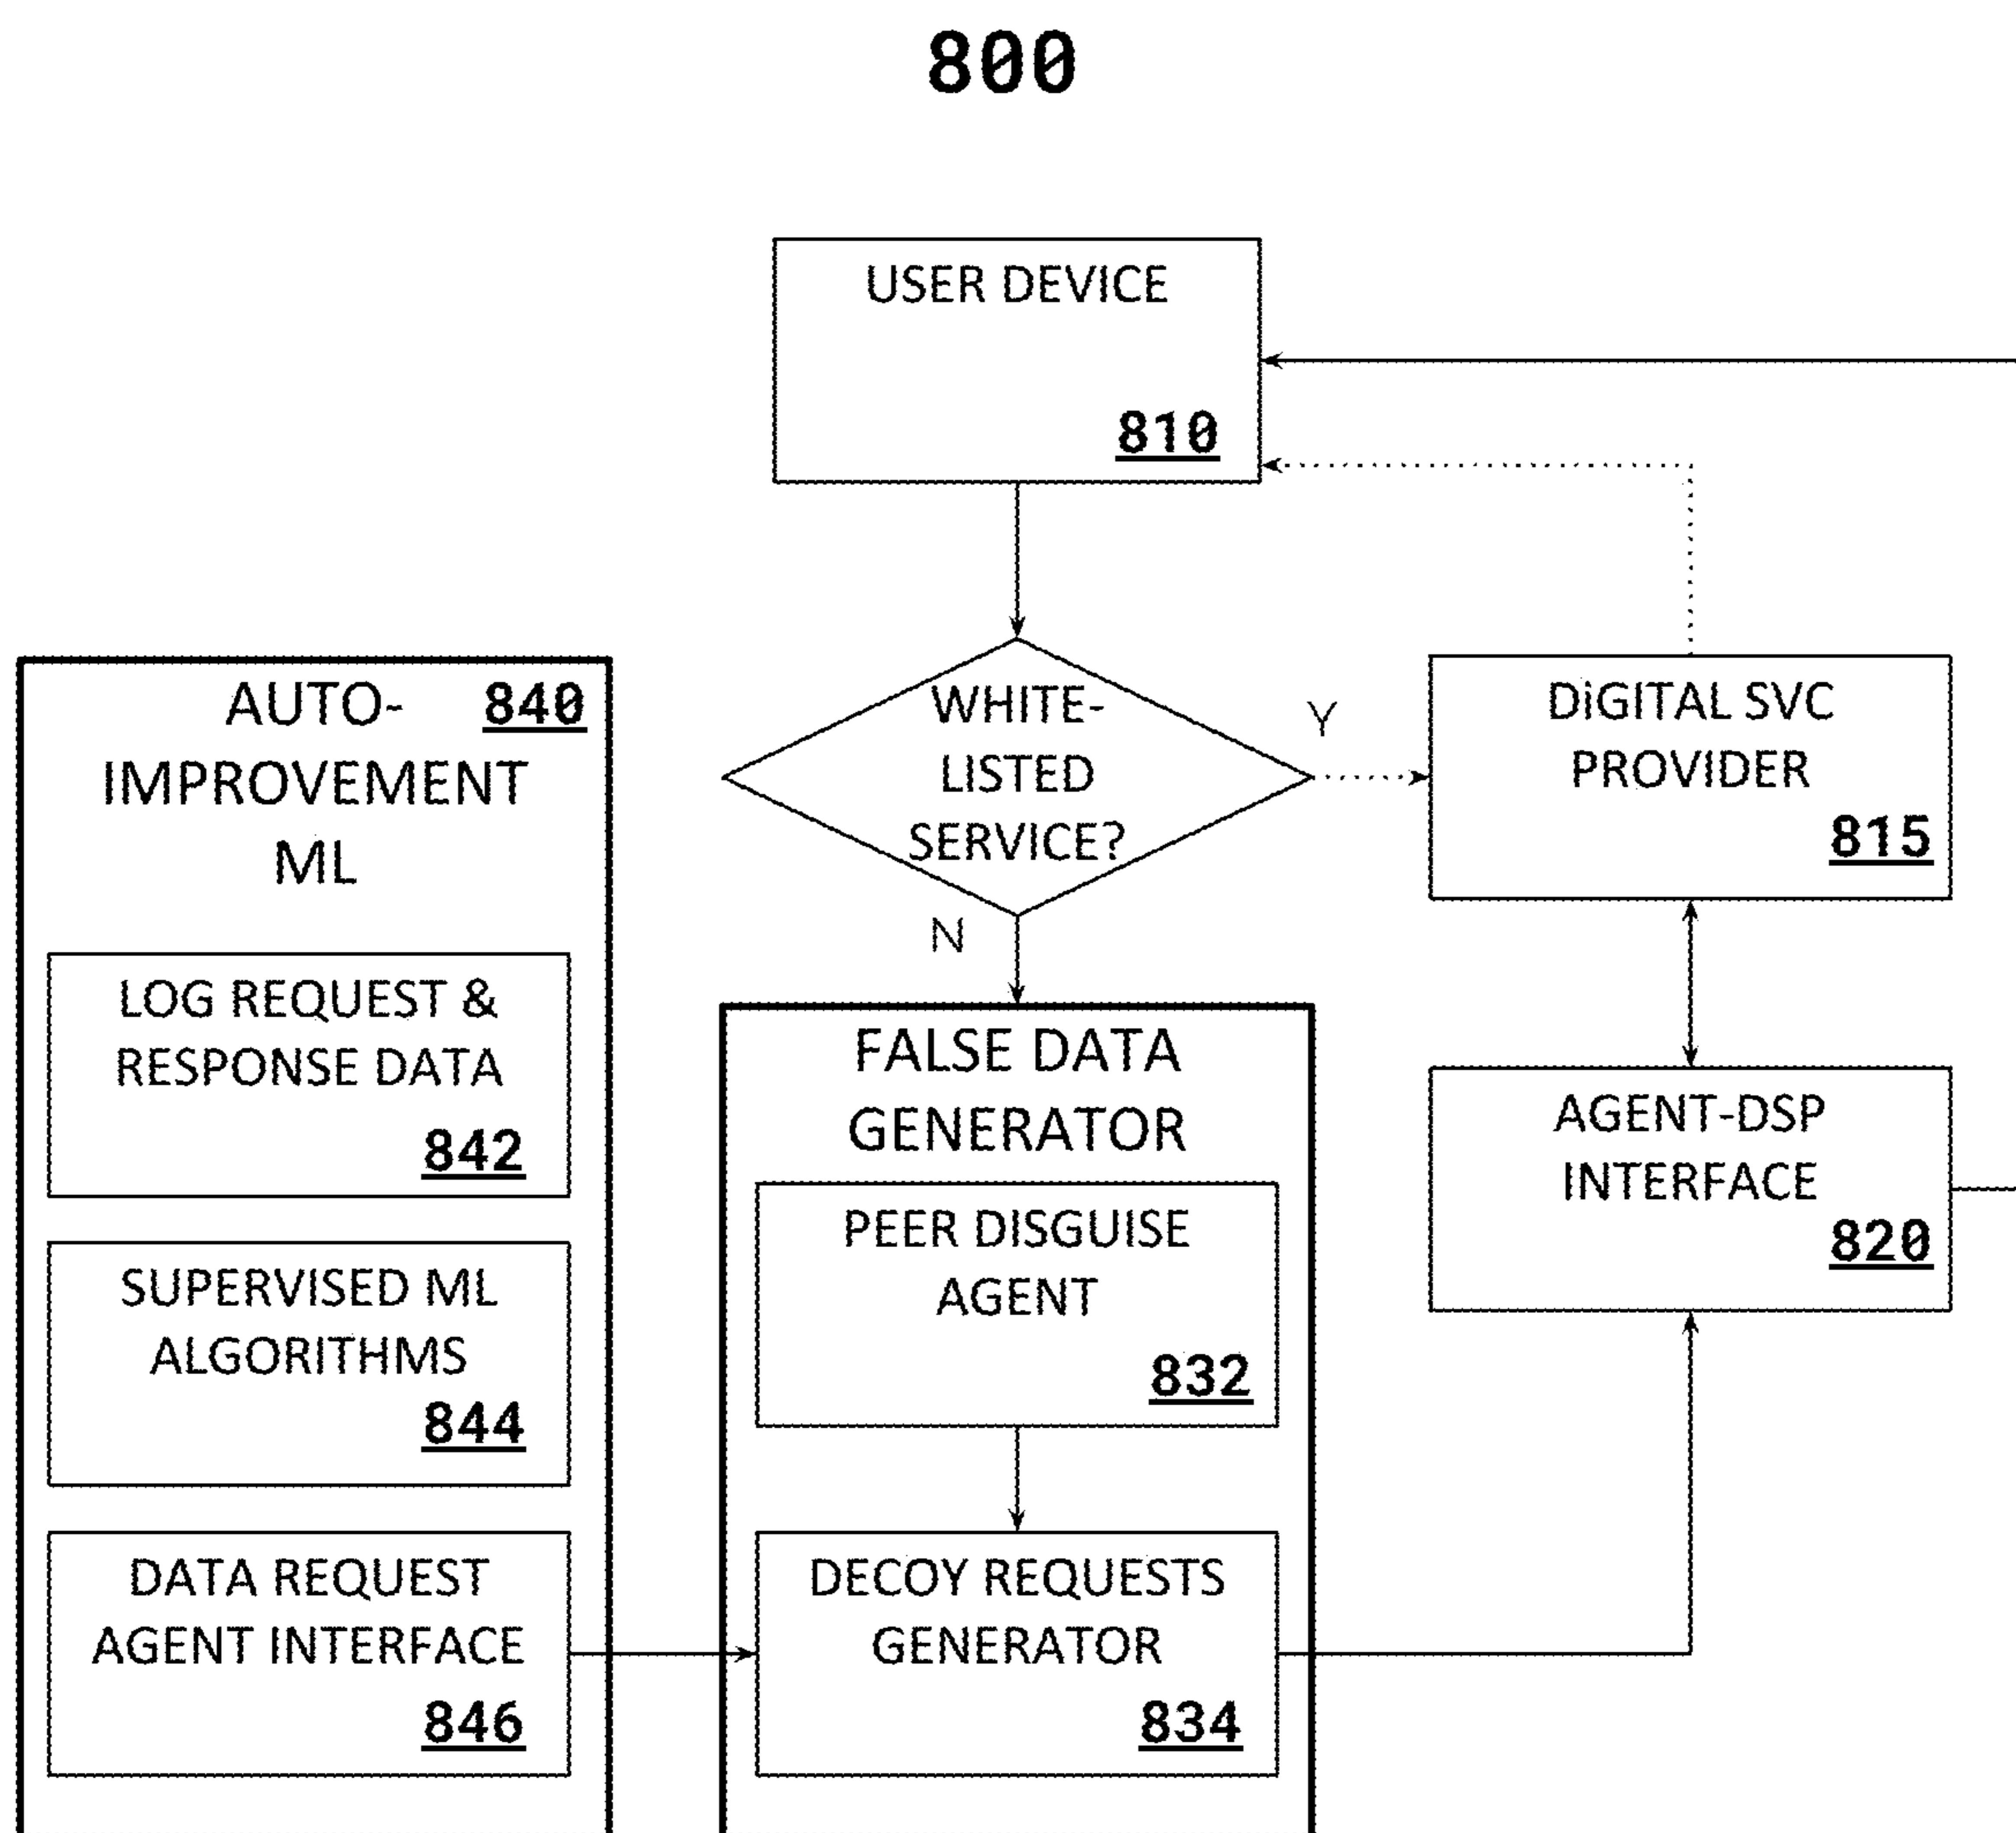 800
USER DEVICE
810
WHITE-
LISTED
SERVICE?
Y
N
DiGITAL SVC
PROVIDER
815
AGENT-DSP
INTERFACE
820
AUTO-
840
IMPROVEMENT
ML
LOG REQUEST &
RESPONSE DATA
842
SUPERVISED ML
ALGORITHMS
844
DATA REQUEST
AGENT INTERFACE
846
FALSE DATA
GENERATOR
PEER DISGUISE
AGENT
832
DECOY REQUESTS
GENERATOR
834